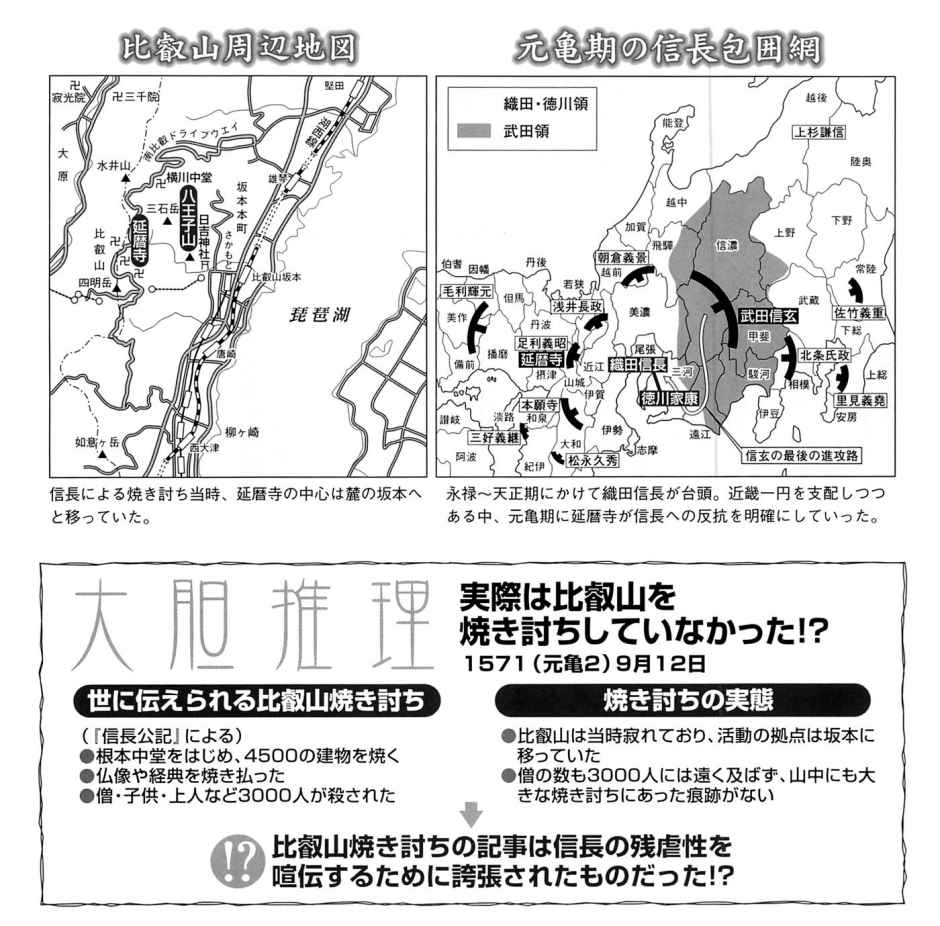 比叡山周辺地図
元亀期の信長包囲網
卍
寂光院
卍三千院
大原
水井山
奥比叡ドライブウエイ
横川中堂
三石岳
八王子山
延暦寺
日吉神社
坂本本町
さかもと
比叡山
四明岳
堅田
湖西線
雄琴
比叡山坂本
琵琶湖
唐崎
柳ヶ崎
西大津
如意ヶ岳
織田・徳川領
武田領
能登
越後
上杉謙信
陸奥
越中
加賀
飛騨
信濃
上野
下野
朝倉義景
越前
常陸
佐竹義重
武蔵
下総
伯耆
因幡
丹後
毛利輝元
但馬
若狭
浅井長政
美濃
武田信玄
美作
丹波
足利義昭
甲斐
備前
播磨
延暦寺
近江
尾張
織田信長
三河
駿河
北条氏政
相模
上総
摂津
山城
伊賀
徳川家康
里見義堯
安房
伊豆
讃岐
淡路
本願寺
和泉
三好義継
大和
伊勢
志摩
遠江
信玄の最後の進攻路
阿波
紀伊
松永久秀
信長による焼き討ち当時、延暦寺の中心は麓の坂本へ
と移っていた。
永禄～天正期にかけて織田信長が台頭。近畿一円を支配しつつ
ある中、元亀期に延暦寺が信長への反抗を明確にしていった。
大胆推理
実際は比叡山を
焼き討ちしていなかった!?
1571（元亀2）9月12日
世に伝えられる比叡山焼き討ち
（『信長公記』による）
●根本中堂をはじめ、4500の建物を焼く
●仏像や経典を焼き払った
●僧・子供・上人など3000人が殺された
焼き討ちの実態
●比叡山は当時寂れており、活動の拠点は坂本に
移っていた
●僧の数も3000人には遠く及ばず、山中にも大
きな焼き討ちにあった痕跡がない
!?
比叡山焼き討ちの記事は信長の残虐性を
喧伝するために誇張されたものだった!?